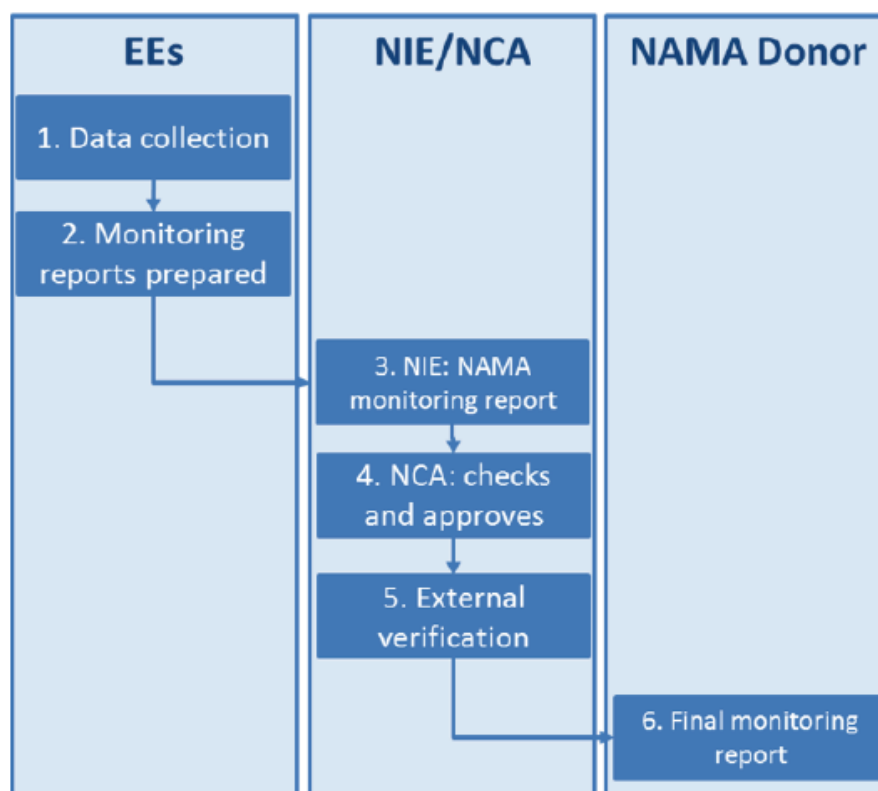 EEs
NIE/NCA
NAMA Donor
1. Data collection
2. Monitoring
reports prepared
3. NIE: NAMA
monitoring report
4. NCA: checks
and approves
5. External
verification
6. Final monitoring
report